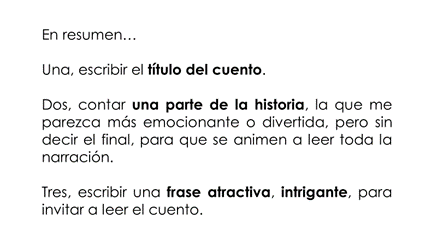 En resumen…
Una, escribir el título del cuento.
Dos, contar una parte de la historia, la que me
parezca más emocionante o divertida, pero sin
decir el final, para que se animen a leer toda la
narración.
Tres, escribir una frase atractiva, intrigante, para
invitar a leer el cuento.